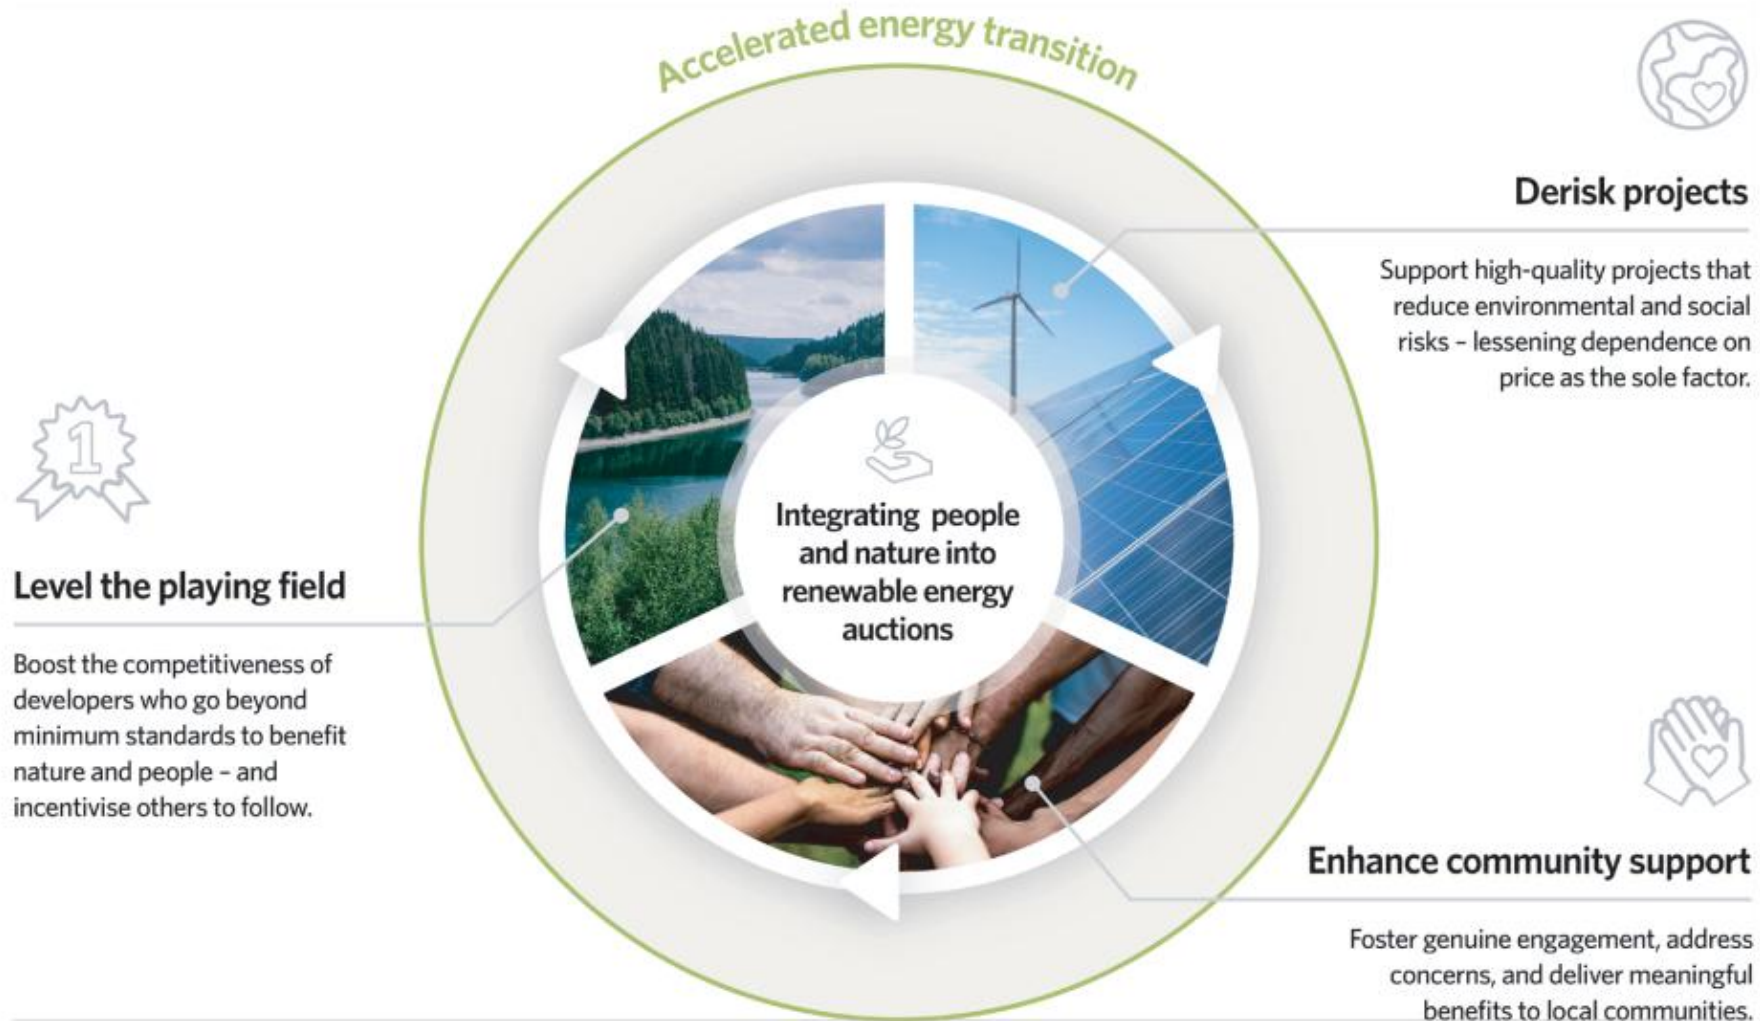 Accelerated energy transition
Derisk projects
Support high-quality projects that
reduce environmental and social
risks – lessening dependence on
price as the sole factor.
1
Level the playing field
Boost the competitiveness of
developers who go beyond
minimum standards to benefit
nature and people – and
incentivise others to follow.
Integrating people
and nature into
renewable energy
auctions
Enhance community support
Foster genuine engagement, address
concerns, and deliver meaningful
benefits to local communities.